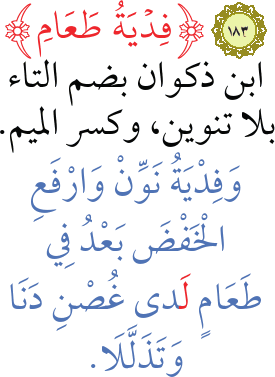 ﴿فِدْيَةُ طَعَامِ﴾ ١٨٣
ابن ذكوان بضم التاء
بلا تنوين، وكسر الميم.
وَفِدْيَةُ نَوِّنْ وَارْفَعِ
الْخَفْضَ بَعْدُ فِي
طَعَامٍ لَدى غُصْنٍ دَنَا
وَتَذَلَّلَا.